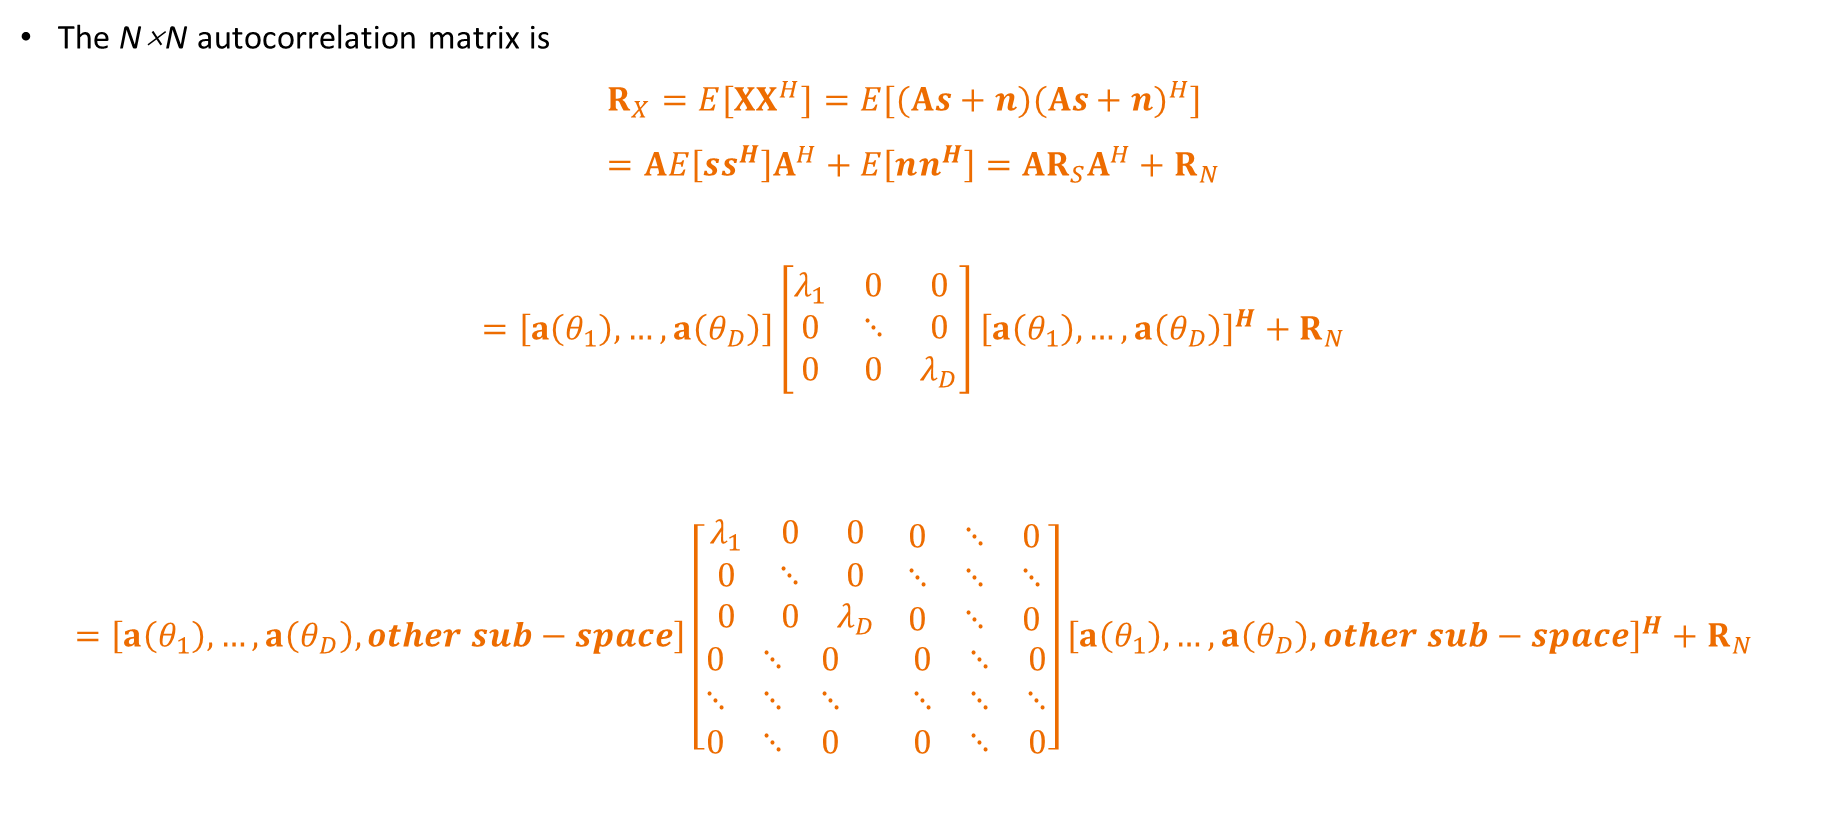 • The N×N autocorrelation matrix is
𝐑_X = E[𝐗𝐗^H] = E[(𝐀𝒔 + 𝒏)(𝐀𝒔 + 𝒏)^H]
= 𝐀E[𝒔𝒔^𝑯]𝐀^H + E[𝒏𝒏^𝑯] = 𝐀𝐑_S𝐀^H + 𝐑_N
= [𝐚(θ_1), … , 𝐚(θ_D)] [λ_1 0 0; 0 ⋱ 0; 0 0 λ_D] [𝐚(θ_1), … , 𝐚(θ_D)]^𝑯 + 𝐑_N
= [𝐚(θ_1), … , 𝐚(θ_D), 𝒐𝒕𝒉𝒆𝒓 𝒔𝒖𝒃 − 𝒔𝒑𝒂𝒄𝒆] [λ_1 0 0 0 ⋱ 0; 0 ⋱ 0 ⋱ ⋱ ⋱; 0 0 λ_D 0 ⋱ 0; 0 ⋱ 0 0 ⋱ 0; ⋱ ⋱ ⋱ ⋱ ⋱ ⋱; 0 ⋱ 0 0 ⋱ 0] [𝐚(θ_1), … , 𝐚(θ_D), 𝒐𝒕𝒉𝒆𝒓 𝒔𝒖𝒃 − 𝒔𝒑𝒂𝒄𝒆]^𝑯 + 𝐑_N